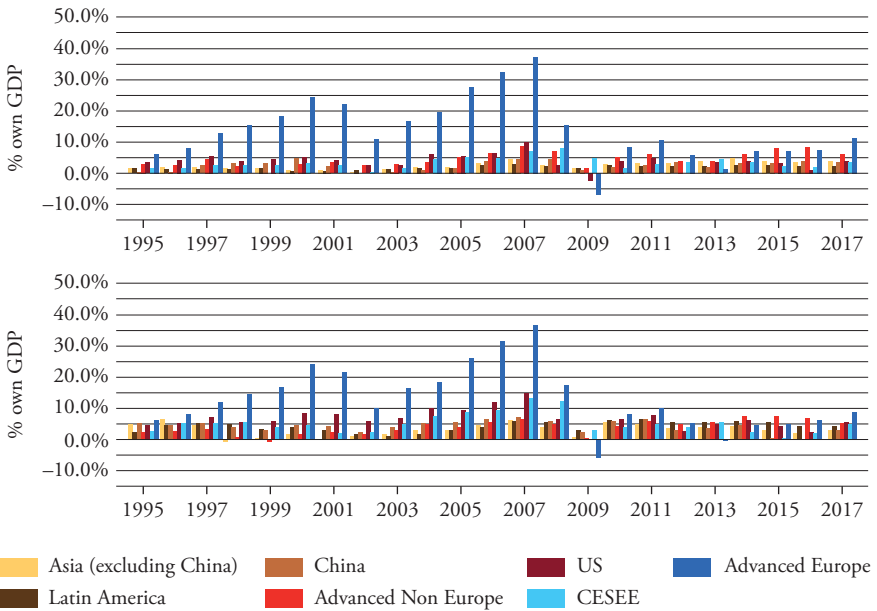 50.0%
40.0%
30.0%
20.0%
10.0%
0.0%
–10.0%
% own GDP
1995 1997 1999 2001 2003 2005 2007 2009 2011 2013 2015 2017
50.0%
40.0%
30.0%
20.0%
10.0%
0.0%
–10.0%
% own GDP
1995 1997 1999 2001 2003 2005 2007 2009 2011 2013 2015 2017
Asia (excluding China) China US Advanced Europe
Latin America Advanced Non Europe CESEE